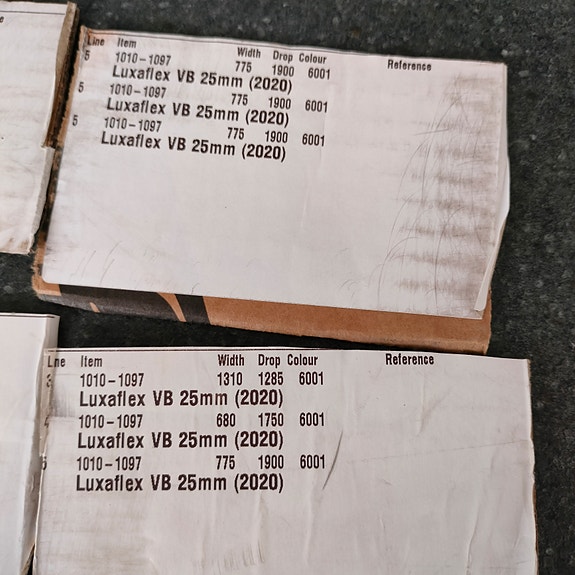 Line Item Width Drop Colour Reference
5 1010-1097 775 1900 6001
Luxaflex VB 25mm (2020)
5 1010-1097 775 1900 6001
Luxaflex VB 25mm (2020)
5 1010-1097 775 1900 6001
Luxaflex VB 25mm (2020)
Line Item Width Drop Colour Reference
3 1010-1097 1310 1285 6001
Luxaflex VB 25mm (2020)
1010-1097 680 1750 6001
Luxaflex VB 25mm (2020)
5 1010-1097 775 1900 6001
Luxaflex VB 25mm (2020)